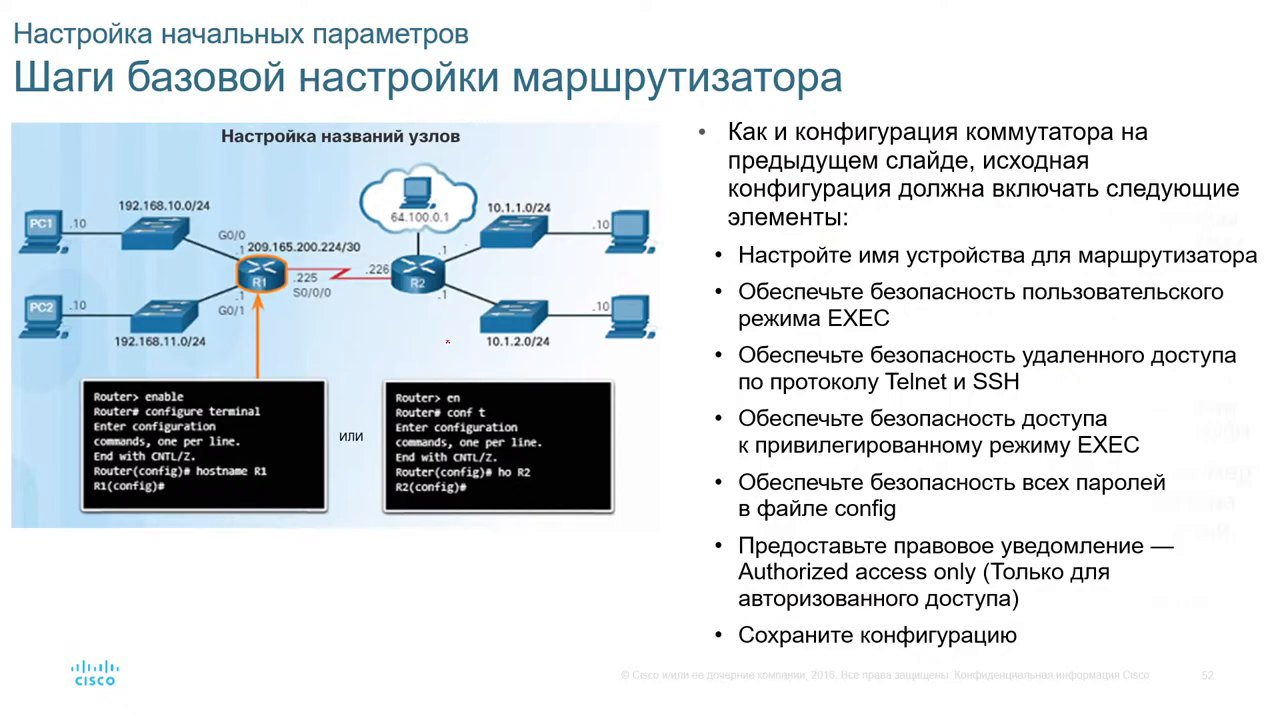 Настройка начальных параметров
Шаги базовой настройки маршрутизатора
Настройка названий узлов
PC1
.10
192.168.10.0/24
G0/0
.1
209.165.200.224/30
R1
.225
S0/0/0
.226
64.100.0.1
R2
.1
10.1.1.0/24
.10
PC2
.10
192.168.11.0/24
.1
G0/1
.1
10.1.2.0/24
.10
Router> enable
Router# configure terminal
Enter configuration
commands, one per line.
End with CNTL/Z.
Router(config)# hostname R1
R1(config)#
или
Router> en
Router# conf t
Enter configuration
commands, one per line.
End with CNTL/Z.
Router(config)# ho R2
R2(config)#
• Как и конфигурация коммутатора на
предыдущем слайде, исходная
конфигурация должна включать следующие
элементы:
• Настройте имя устройства для маршрутизатора
• Обеспечьте безопасность пользовательского
режима EXEC
• Обеспечьте безопасность удаленного доступа
по протоколу Telnet и SSH
• Обеспечьте безопасность доступа
к привилегированному режиму EXEC
• Обеспечьте безопасность всех паролей
в файле config
• Предоставьте правовое уведомление —
Authorized access only (Только для
авторизованного доступа)
• Сохраните конфигурацию
cisco
© Cisco и/или ее дочерние компании, 2016. Все права защищены. Конфиденциальная информация Cisco
52